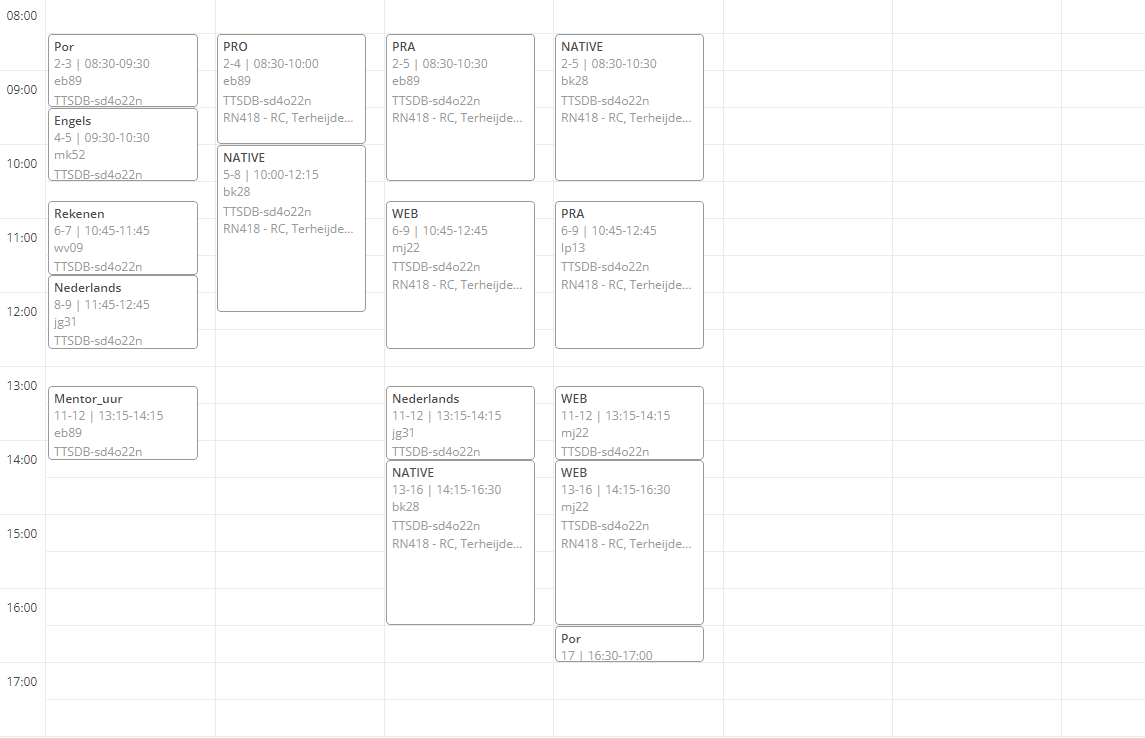 08:00
09:00
10:00
11:00
12:00
13:00
14:00
15:00
16:00
17:00
Por
2-3 | 08:30-09:30
eb89
TTSDB-sd4o22n
Engels
4-5 | 09:30-10:30
mk52
TTSDB-sd4o22n
Rekenen
6-7 | 10:45-11:45
wv09
TTSDB-sd4o22n
Nederlands
8-9 | 11:45-12:45
jg31
TTSDB-sd4o22n
Mentor_uur
11-12 | 13:15-14:15
eb89
TTSDB-sd4o22n
PRO
2-4 | 08:30-10:00
eb89
TTSDB-sd4o22n
RN418 - RC, Terheijde...
NATIVE
5-8 | 10:00-12:15
bk28
TTSDB-sd4o22n
RN418 - RC, Terheijde...
PRA
2-5 | 08:30-10:30
eb89
TTSDB-sd4o22n
RN418 - RC, Terheijde...
WEB
6-9 | 10:45-12:45
mj22
TTSDB-sd4o22n
RN418 - RC, Terheijde...
Nederlands
11-12 | 13:15-14:15
jg31
TTSDB-sd4o22n
NATIVE
13-16 | 14:15-16:30
bk28
TTSDB-sd4o22n
RN418 - RC, Terheijde...
NATIVE
2-5 | 08:30-10:30
bk28
TTSDB-sd4o22n
RN418 - RC, Terheijde...
PRA
6-9 | 10:45-12:45
lp13
TTSDB-sd4o22n
RN418 - RC, Terheijde...
WEB
11-12 | 13:15-14:15
mj22
TTSDB-sd4o22n
WEB
13-16 | 14:15-16:30
mj22
TTSDB-sd4o22n
RN418 - RC, Terheijde...
Por
17 | 16:30-17:00